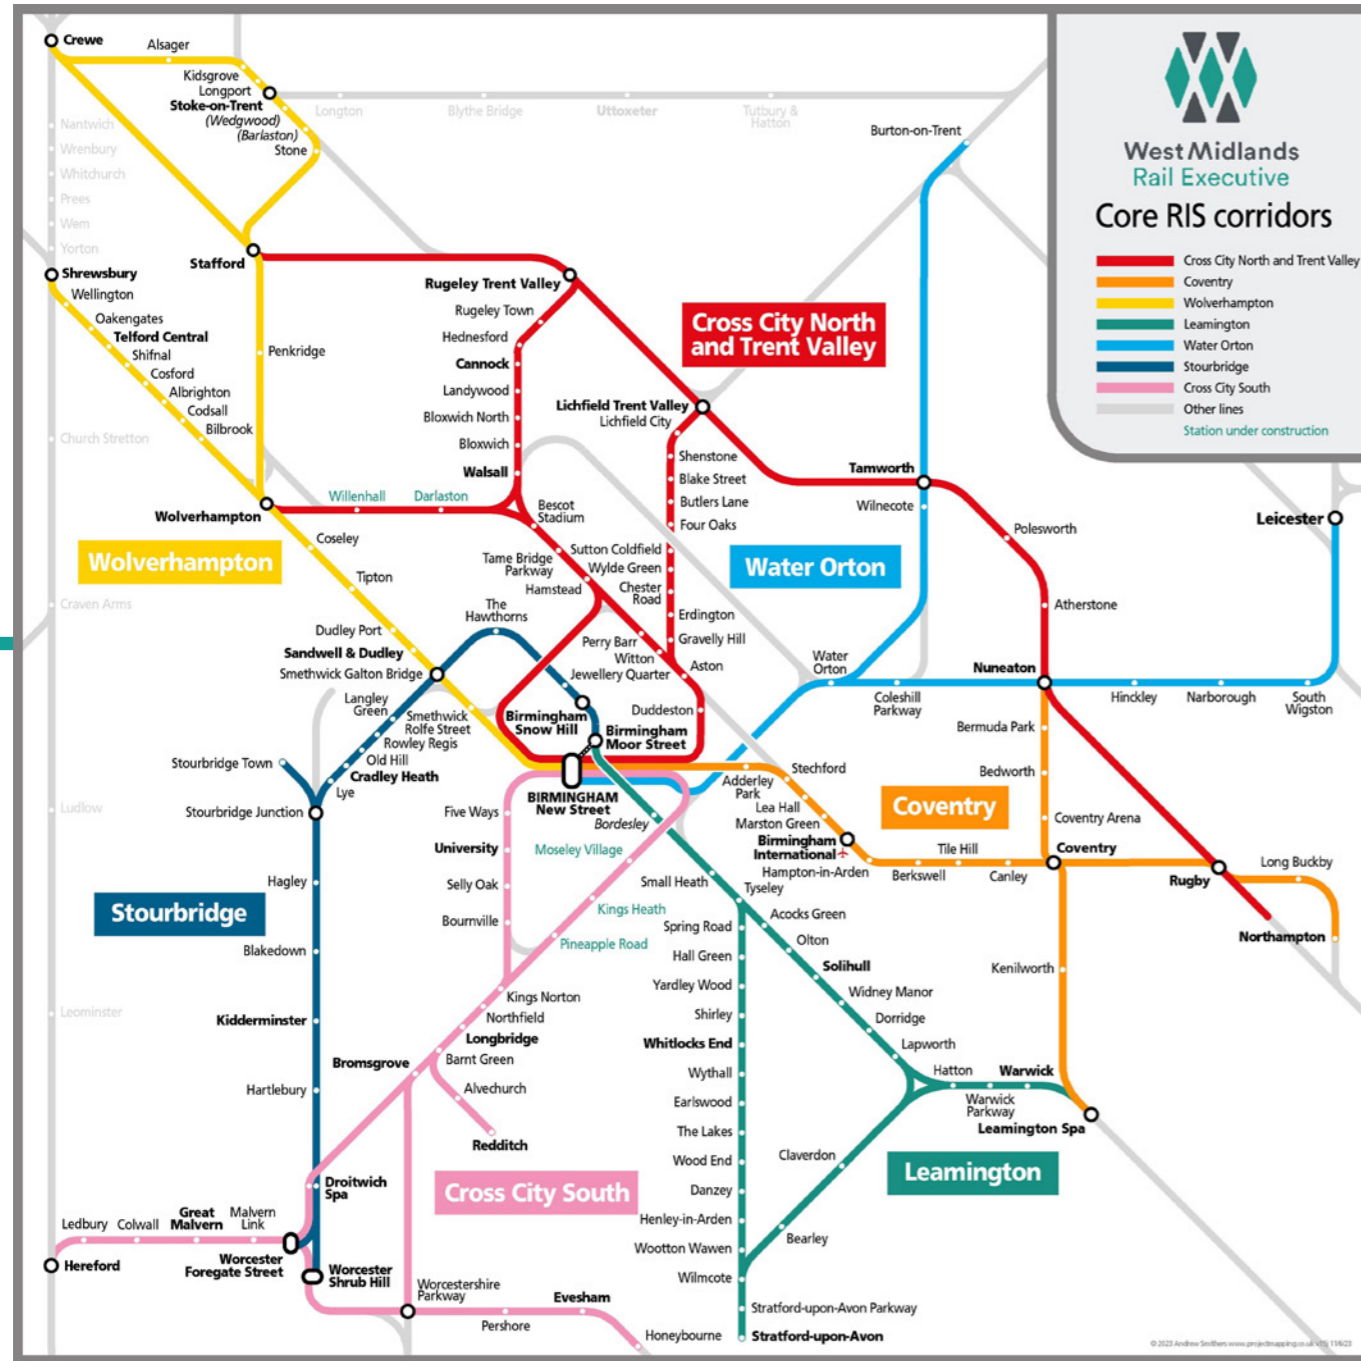 Crewe
Alsager
Kidsgrove
Longport
Stoke-on-Trent
(Wedgwood)
(Barlaston)
Stone
Longton
Blythe Bridge
Uttoxeter
Tutbury &
Hatton
Burton-on-Trent
West Midlands
Rail Executive
Core RIS corridors
Cross City North and Trent Valley
Coventry
Wolverhampton
Leamington
Water Orton
Stourbridge
Cross City South
Other lines
Station under construction
Nantwich
Wrenbury
Whitchurch
Prees
Wem
Yorton
Shrewsbury
Wellington
Oakengates
Telford Central
Shifnal
Cosford
Albrighton
Codsall
Bilbrook
Stafford
Penkridge
Rugeley Trent Valley
Rugeley Town
Hednesford
Cannock
Landywood
Bloxwich North
Bloxwich
Walsall
Cross City North
and Trent Valley
Lichfield Trent Valley
Lichfield City
Shenstone
Blake Street
Butlers Lane
Four Oaks
Sutton Coldfield
Wylde Green
Chester
Road
Erdington
Gravelly Hill
Aston
Duddeston
Church Stretton
Wolverhampton
Willenhall
Darlaston
Bescot
Stadium
Tame Bridge
Parkway
Hamstead
Perry Barr
Witton
Jewellery Quarter
Tamworth
Wilnecote
Polesworth
Atherstone
Nuneaton
Leicester
Wolverhampton
Coseley
Tipton
Dudley Port
Sandwell & Dudley
Smethwick Galton Bridge
The
Hawthorns
Water Orton
Water
Orton
Coleshill
Parkway
Hinckley
Narborough
South
Wigston
Craven Arms
Langley
Green
Smethwick
Rolfe Street
Rowley Regis
Old Hill
Cradley Heath
Lye
Stourbridge Town
Stourbridge Junction
Birmingham
Snow Hill
Birmingham
Moor Street
BIRMINGHAM
New Street
Bermuda Park
Bedworth
Coventry Arena
Coventry
Adderley
Park
Stechford
Lea Hall
Marston Green
Birmingham
International
Hampton-in-Arden
Berkswell
Tile Hill
Canley
Coventry
Rugby
Long Buckby
Northampton
Kenilworth
Ludlow
Five Ways
University
Selly Oak
Bournville
Bordesley
Moseley Village
Kings Heath
Pineapple Road
Small Heath
Tyseley
Stourbridge
Hagley
Blakedown
Kidderminster
Hartlebury
Leominster
Kings Norton
Northfield
Longbridge
Barnt Green
Alvechurch
Redditch
Bromsgrove
Droitwich
Spa
Spring Road
Hall Green
Yardley Wood
Shirley
Whitlocks End
Wythall
Earlswood
The Lakes
Wood End
Danzey
Henley-in-Arden
Wootton Wawen
Wilmcote
Stratford-upon-Avon Parkway
Stratford-upon-Avon
Acocks Green
Olton
Solihull
Widney Manor
Dorridge
Lapworth
Hatton
Warwick
Warwick
Parkway
Leamington Spa
Claverdon
Bearley
Leamington
Cross City South
Ledbury
Colwall
Great
Malvern
Malvern
Link
Hereford
Worcester
Foregate Street
Worcester
Shrub Hill
Worcestershire
Parkway
Pershore
Evesham
Honeybourne